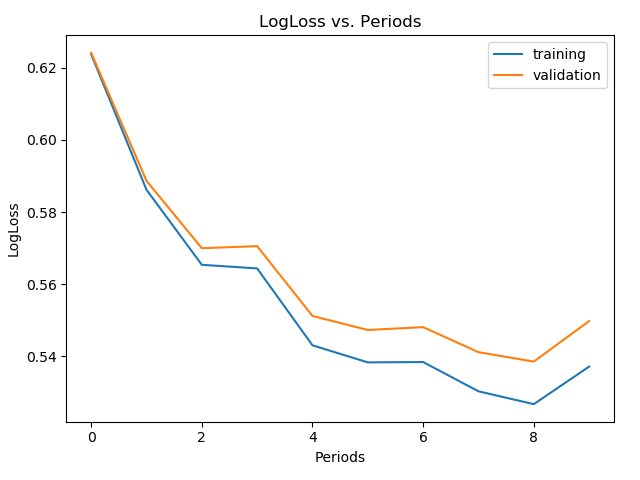 LogLoss vs. Periods
training
validation
LogLoss
0.62
0.60
0.58
0.56
0.54
0 2 4 6 8
Periods